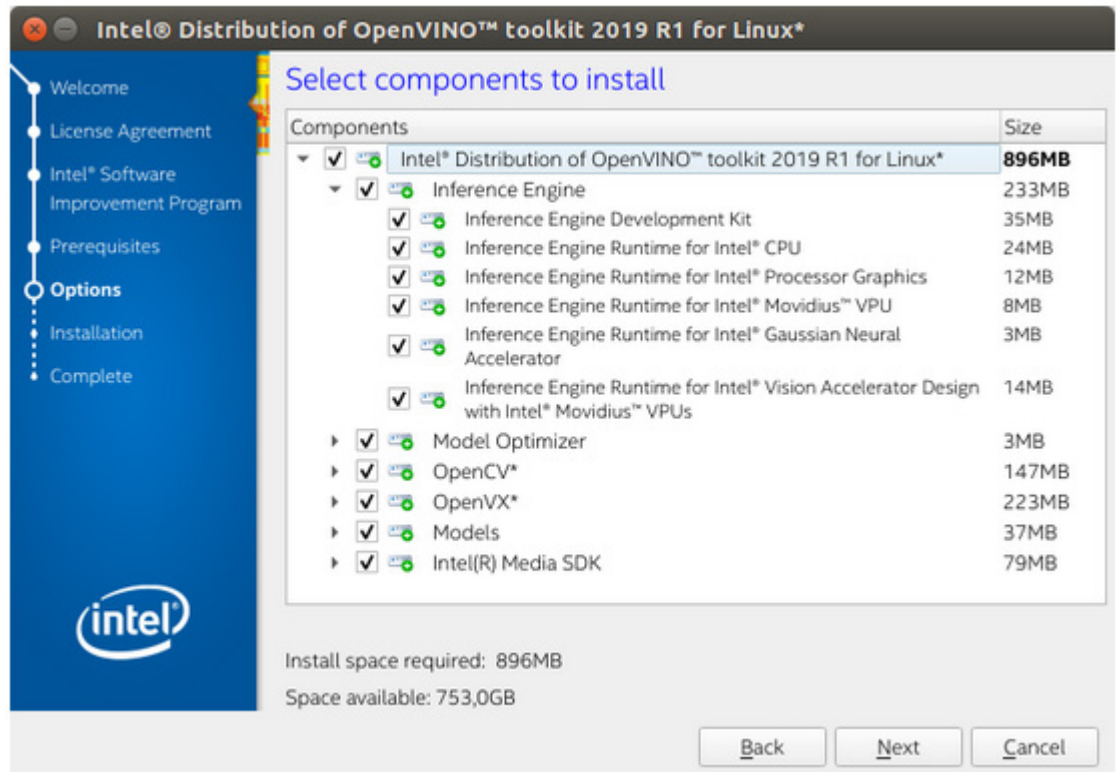 Intel® Distribution of OpenVINO™ toolkit 2019 R1 for Linux*
Welcome
License Agreement
Intel® Software
Improvement Program
Prerequisites
Options
Installation
Complete
intel®
Select components to install
Components Size
Intel® Distribution of OpenVINO™ toolkit 2019 R1 for Linux* 896MB
Inference Engine 233MB
Inference Engine Development Kit 35MB
Inference Engine Runtime for Intel® CPU 24MB
Inference Engine Runtime for Intel® Processor Graphics 12MB
Inference Engine Runtime for Intel® Movidius™ VPU 8MB
Inference Engine Runtime for Intel® Gaussian Neural 3MB
Accelerator
Inference Engine Runtime for Intel® Vision Accelerator Design 14MB
with Intel® Movidius™ VPUs
Model Optimizer 3MB
OpenCV* 147MB
OpenVX* 223MB
Models 37MB
Intel(R) Media SDK 79MB
Install space required: 896MB
Space available: 753,0GB
Back Next Cancel